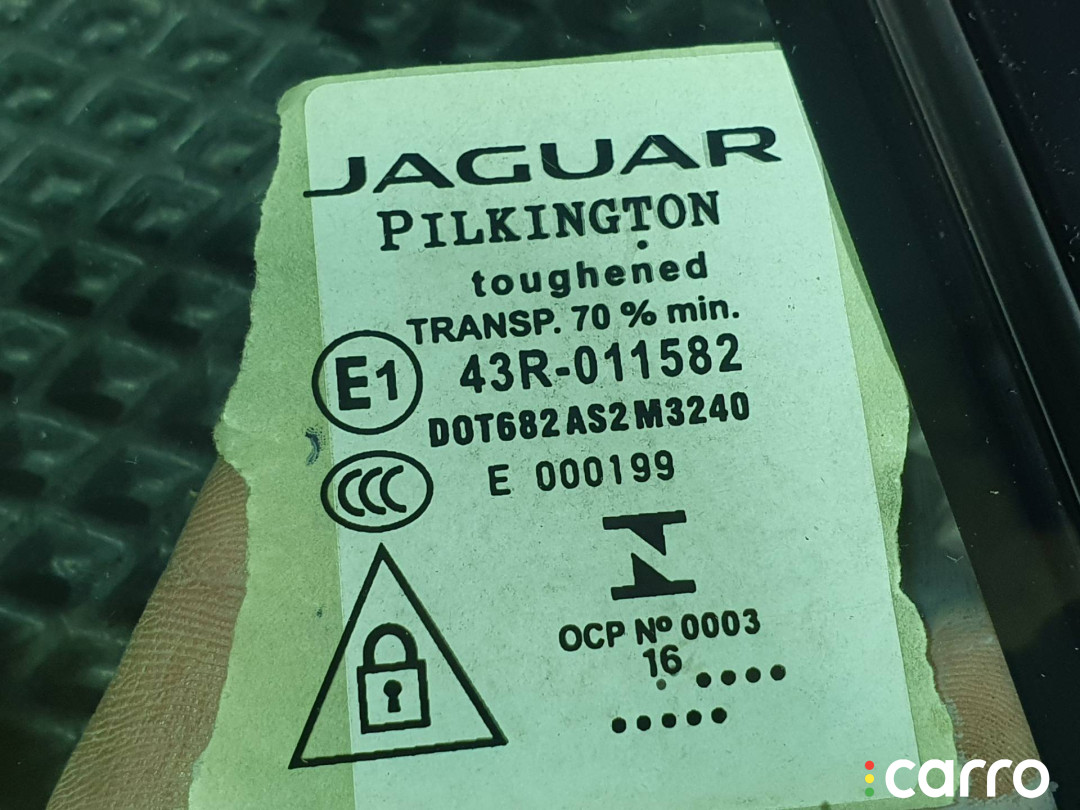 JAGUAR
PILKINGTON
toughened
TRANSP. 70 % min.
E1 43R-011582
DOT682 AS2 M3240
CCC E 000199
OCP Nº 0003
16
carro